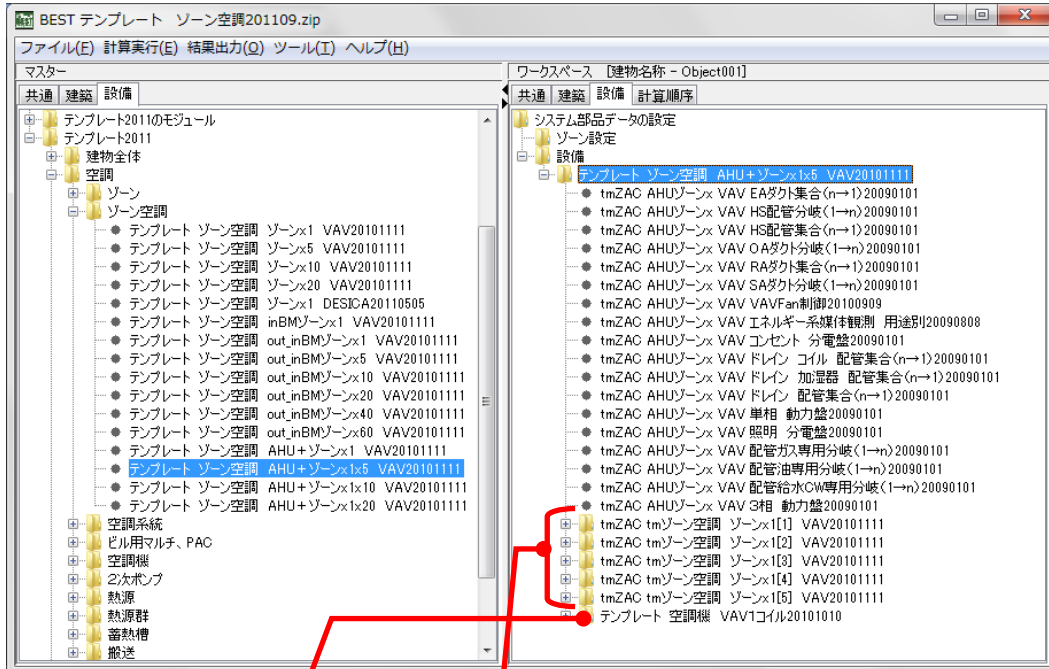 BEST テンプレート ゾーン空調201109.zip
ファイル(F) 計算実行(E) 結果出力(O) ツール(T) ヘルプ(H)
マスター
共通 建築 設備
テンプレート2011のモジュール
テンプレート2011
建物全体
空調
ゾーン
ゾーン空調
テンプレート ゾーン空調 ゾーンx1 VAV20101111
テンプレート ゾーン空調 ゾーンx5 VAV20101111
テンプレート ゾーン空調 ゾーンx10 VAV20101111
テンプレート ゾーン空調 ゾーンx20 VAV20101111
テンプレート ゾーン空調 ゾーンx1 DESICA20110505
テンプレート ゾーン空調 inBMゾーンx1 VAV20101111
テンプレート ゾーン空調 out_inBMゾーンx1 VAV20101111
テンプレート ゾーン空調 out_inBMゾーンx5 VAV20101111
テンプレート ゾーン空調 out_inBMゾーンx10 VAV20101111
テンプレート ゾーン空調 out_inBMゾーンx20 VAV20101111
テンプレート ゾーン空調 out_inBMゾーンx40 VAV20101111
テンプレート ゾーン空調 out_inBMゾーンx60 VAV20101111
テンプレート ゾーン空調 AHU+ゾーンx1 VAV20101111
テンプレート ゾーン空調 AHU+ゾーンx1x5 VAV20101111
テンプレート ゾーン空調 AHU+ゾーンx1x10 VAV20101111
テンプレート ゾーン空調 AHU+ゾーンx1x20 VAV20101111
空調系統
ビル用マルチ、PAC
空調機
2次ポンプ
熱源
熱源群
蓄熱槽
搬送
ワークスペース [建物名称 - Object001]
共通 建築 設備 計算順序
システム部品データの設定
ゾーン設定
設備
テンプレート ゾーン空調 AHU+ゾーンx1x5 VAV20101111
tmZAC AHUゾーンx VAV EAダクト集合(n→1)20090101
tmZAC AHUゾーンx VAV HS配管分岐(1→n)20090101
tmZAC AHUゾーンx VAV HS配管集合(n→1)20090101
tmZAC AHUゾーンx VAV OAダクト分岐(1→n)20090101
tmZAC AHUゾーンx VAV RAダクト集合(n→1)20090101
tmZAC AHUゾーンx VAV SAダクト分岐(1→n)20090101
tmZAC AHUゾーンx VAV VAVFan制御20100909
tmZAC AHUゾーンx VAV エネルギー系媒体観測 用途別20090808
tmZAC AHUゾーンx VAV コンセント 分電盤20090101
tmZAC AHUゾーンx VAV ドレイン コイル 配管集合(n→1)20090101
tmZAC AHUゾーンx VAV ドレイン 加湿器 配管集合(n→1)20090101
tmZAC AHUゾーンx VAV ドレイン 配管集合(n→1)20090101
tmZAC AHUゾーンx VAV 単相 動力盤20090101
tmZAC AHUゾーンx VAV 照明 分電盤20090101
tmZAC AHUゾーンx VAV 配管ガス専用分岐(1→n)20090101
tmZAC AHUゾーンx VAV 配管油専用分岐(1→n)20090101
tmZAC AHUゾーンx VAV 配管給水CW専用分岐(1→n)20090101
tmZAC AHUゾーンx VAV 3相 動力盤20090101
tmZAC tmゾーン空調 ゾーンx1[1] VAV20101111
tmZAC tmゾーン空調 ゾーンx1[2] VAV20101111
tmZAC tmゾーン空調 ゾーンx1[3] VAV20101111
tmZAC tmゾーン空調 ゾーンx1[4] VAV20101111
tmZAC tmゾーン空調 ゾーンx1[5] VAV20101111
テンプレート 空調機 VAV1コイル20101010